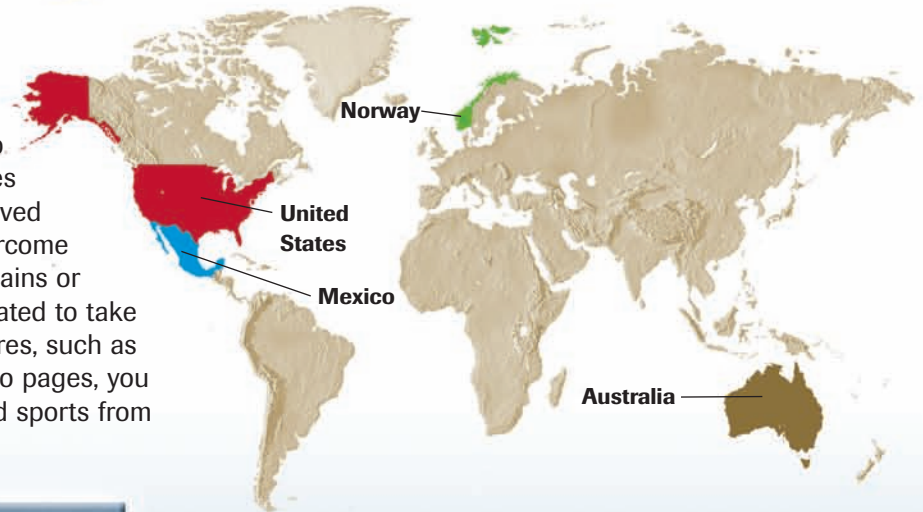 es
ved
rcome
ains or
ated to take
res, such as
o pages, you
d sports from
Norway
United
States
Mexico
Australia